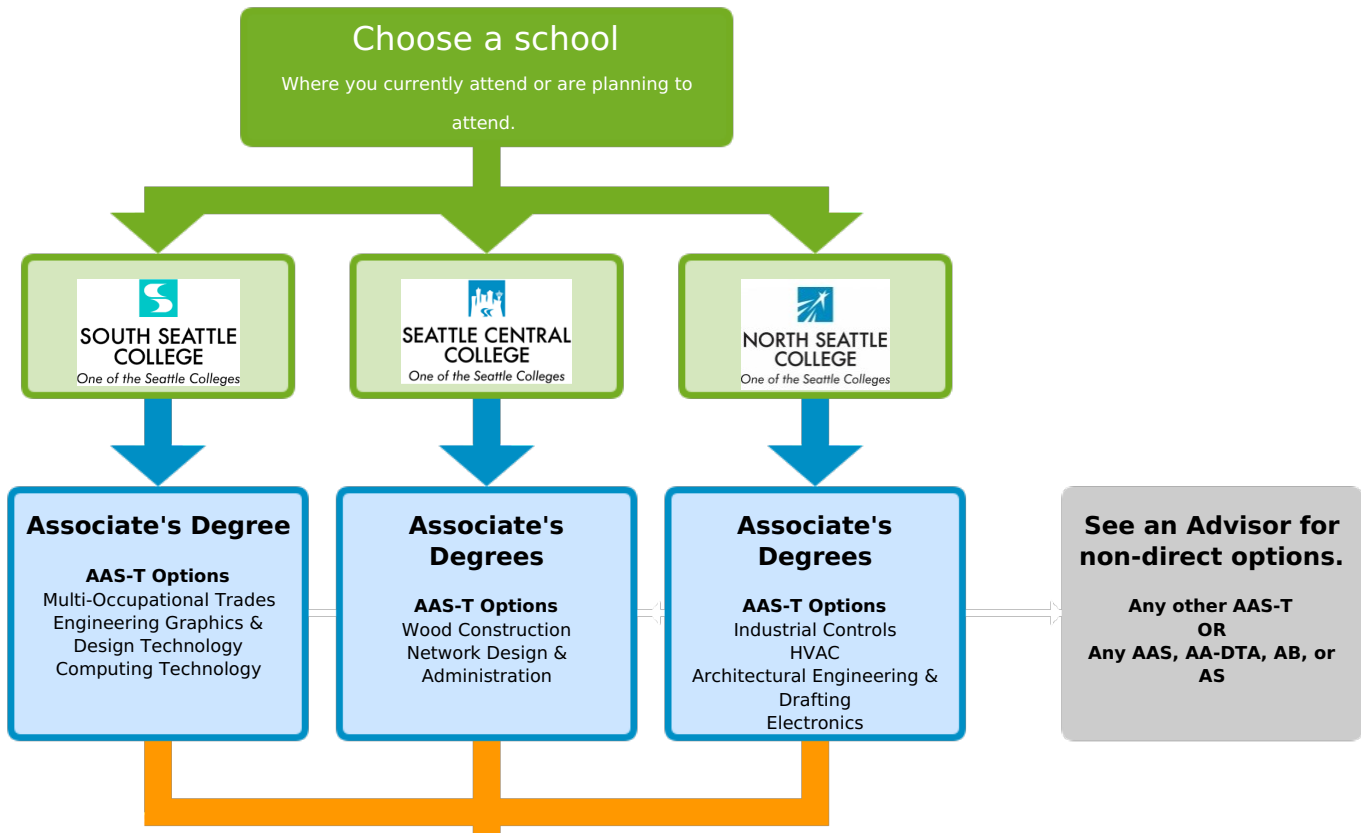 Choose a school
Where you currently attend or are planning to
attend.
SOUTH SEATTLE
COLLEGE
One of the Seattle Colleges
SEATTLE CENTRAL
COLLEGE
One of the Seattle Colleges
NORTH SEATTLE
COLLEGE
One of the Seattle Colleges
Associate's Degree
AAS-T Options
Multi-Occupational Trades
Engineering Graphics &
Design Technology
Computing Technology
Associate's
Degrees
AAS-T Options
Wood Construction
Network Design &
Administration
Associate's
Degrees
AAS-T Options
Industrial Controls
HVAC
Architectural Engineering &
Drafting
Electronics
See an Advisor for
non-direct options.
Any other AAS-T
OR
Any AAS, AA-DTA, AB, or
AS